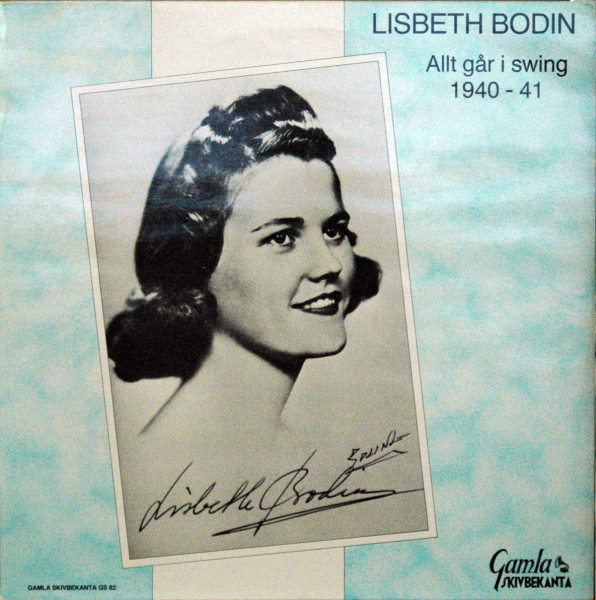 LISBETH BODIN
Allt går i swing
1940 - 41
Lisbeth Bodin
GAMLA SKIVBEKANTA GS 82
Gamla
SKIVBEKANTA